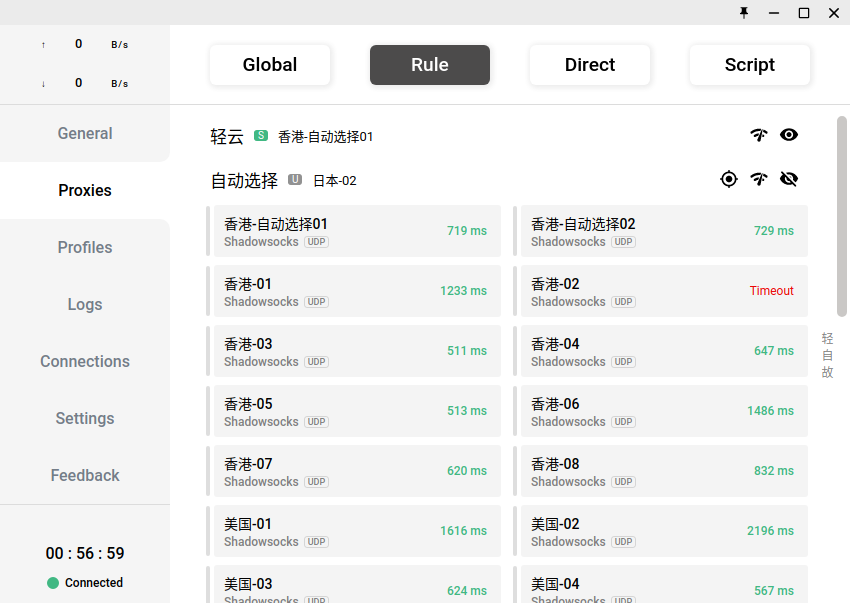 ↑ 0 B/s
↓ 0 B/s
General
Proxies
Profiles
Logs
Connections
Settings
Feedback
00 : 56 : 59
Connected
Global Rule Direct Script
轻云 S 香港-自动选择01
自动选择 U 日本-02
香港-自动选择01
Shadowsocks UDP
719 ms
香港-自动选择02
Shadowsocks UDP
729 ms
香港-01
Shadowsocks UDP
1233 ms
香港-02
Shadowsocks UDP
Timeout
香港-03
Shadowsocks UDP
511 ms
香港-04
Shadowsocks UDP
647 ms
香港-05
Shadowsocks UDP
513 ms
香港-06
Shadowsocks UDP
1486 ms
香港-07
Shadowsocks UDP
620 ms
香港-08
Shadowsocks UDP
832 ms
美国-01
Shadowsocks UDP
1616 ms
美国-02
Shadowsocks UDP
2196 ms
美国-03
Shadowsocks UDP
624 ms
美国-04
Shadowsocks UDP
567 ms
轻
自
故